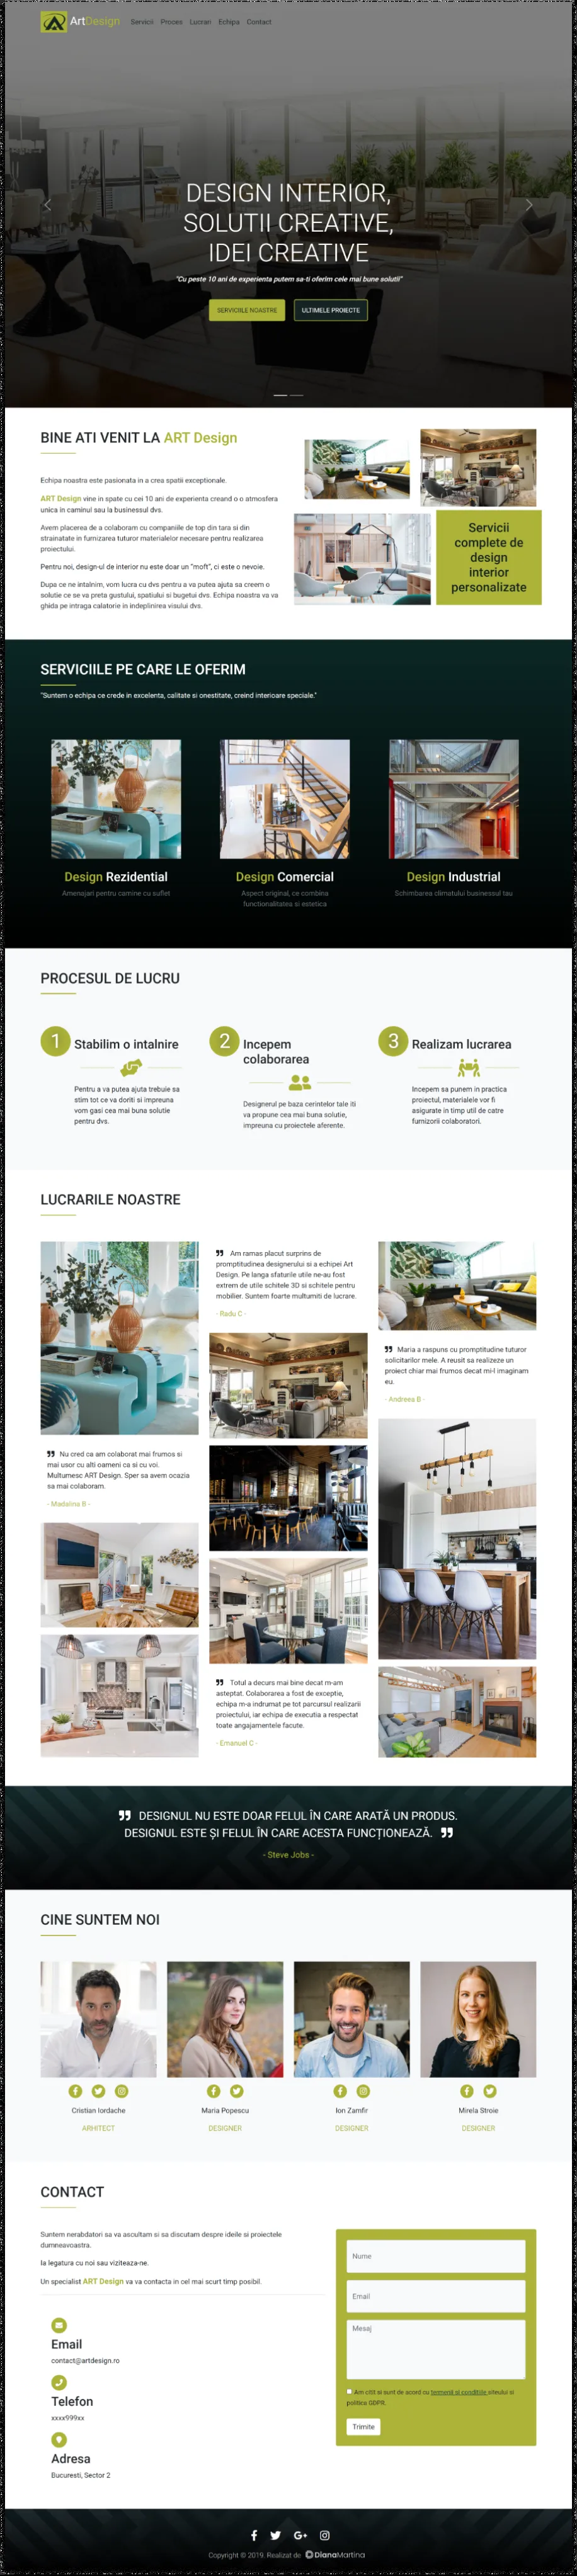 ArtDesign Servicii Proces Lucrari Echipa Contact
DESIGN INTERIOR,
SOLUTII CREATIVE,
IDEI CREATIVE
"Cu peste 10 ani de experienta putem sa-ti oferim cele mai bune solutii"
SERVICIILE NOASTRE
ULTIMELE PROIECTE
BINE ATI VENIT LA ART Design
Echipa noastra este pasionata in a crea spatii exceptionale.
ART Design vine in spate cu cei 10 ani de experienta creand o o atmosfera
unica in caminul sau la businessul dvs.
Avem placerea de a colabora cu companiile de top din tara si din
strainatate in furnizarea tuturor materialelor necesare pentru realizarea
proiectului.
Pentru noi, design-ul de interior nu este doar un "moft", ci este o nevoie.
Dupa ce ne intalnim, vom lucra cu dvs pentru a va putea ajuta sa creem o
solutie ce se va preta gustului, spatiului si bugetui dvs. Echipa noastra va va
ghida pe intraga calatorie in indeplinirea visului dvs.
Servicii
complete de
design
interior
personalizate
SERVICIILE PE CARE LE OFERIM
"Suntem o echipa ce crede in excelenta, calitate si onestitate, creind interioare speciale."
Design Rezidential
Amenajari pentru camine cu suflet
Design Comercial
Aspect original, ce combina
functionalitatea si estetica
Design Industrial
Schimbarea climatului businessul tau
PROCESUL DE LUCRU
1 Stabilim o intalnire
Pentru a va putea ajuta trebuie sa
stim tot ce va doriti si impreuna
vom gasi cea mai buna solutie
pentru dvs.
2 Incepem
colaborarea
Designerul pe baza cerintelor tale iti
va propune cea mai buna solutie,
impreuna cu proiectele aferente.
3 Realizam lucrarea
Incepem sa punem in practica
proiectul, materialele vor fi
asigurate in timp util de catre
furnizorii colaboratori.
LUCRARILE NOASTRE
Nu cred ca am colaborat mai frumos si
mai usor cu alti oameni ca si cu voi.
Multumesc ART Design. Sper sa avem ocazia
sa mai colaboram.
- Madalina B -
Am ramas placut surprins de
promptitudinea designerului si a echipei Art
Design. Pe langa sfaturile utile ne-au fost
extrem de utile schitele 3D si schitele pentru
mobilier. Suntem foarte multumiti de lucrare.
- Radu C -
Totul a decurs mai bine decat m-am
asteptat. Colaborarea a fost de exceptie,
echipa m-a indrumat pe tot parcursul realizarii
proiectului, iar echipa de executia a respectat
toate angajamentele facute.
- Emanuel C -
Maria a raspuns cu promptitudine tuturor
solicitarilor mele. A reusit sa realizeze un
proiect chiar mai frumos decat mi-l imaginam
eu.
- Andreea B -
DESIGNUL NU ESTE DOAR FELUL ÎN CARE ARATĂ UN PRODUS.
DESIGNUL ESTE ȘI FELUL ÎN CARE ACESTA FUNCȚIONEAZĂ.
- Steve Jobs -
CINE SUNTEM NOI
Cristian Iordache
ARHITECT
Maria Popescu
DESIGNER
Ion Zamfir
DESIGNER
Mirela Stroie
DESIGNER
CONTACT
Suntem nerabdatori sa va ascultam si sa discutam despre ideile si proiectele
dumneavoastra.
Ia legatura cu noi sau viziteaza-ne.
Un specialist ART Design va va contacta in cel mai scurt timp posibil.
Email
contact@artdesign.ro
Telefon
xxxx999xx
Adresa
Bucuresti, Sector 2
Nume
Email
Mesaj
Am citit si sunt de acord cu termenii si conditiile siteului si
politica GDPR.
Trimite
Copyright © 2019. Realizat de DianaMartina